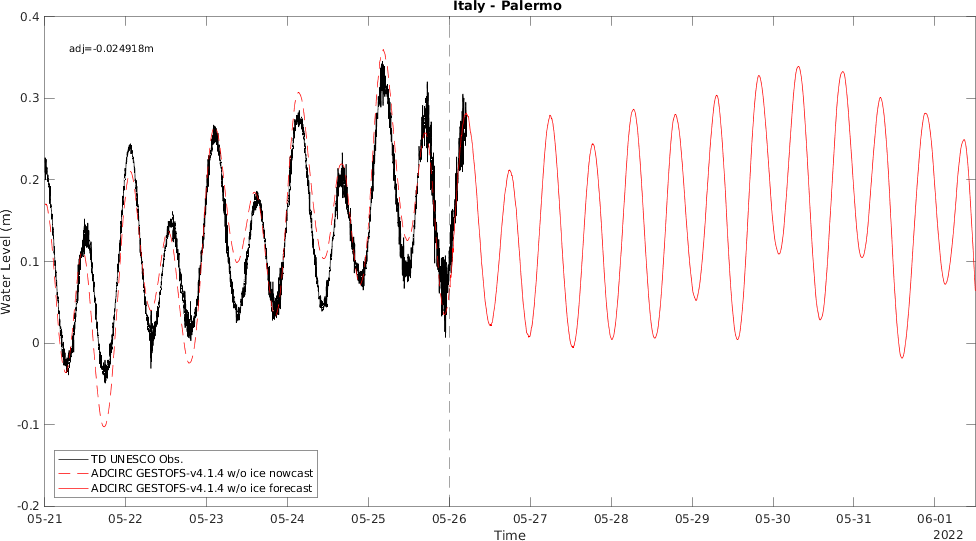 Italy - Palermo
adj=-0.024918m
Water Level (m)
0.4
0.3
0.2
0.1
0
-0.1
-0.2
TD UNESCO Obs.
ADCIRC GESTOFS-v4.1.4 w/o ice nowcast
ADCIRC GESTOFS-v4.1.4 w/o ice forecast
05-21 05-22 05-23 05-24 05-25 05-26 05-27 05-28 05-29 05-30 05-31 06-01
2022
Time